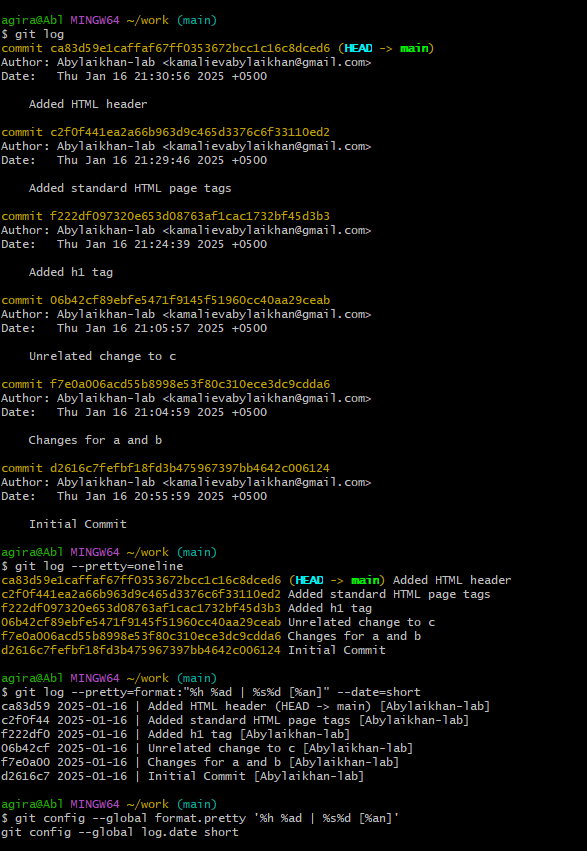 agira@Abl MINGW64 ~/work (main)
$ git log
commit ca83d59e1caffaf67ff0353672bcc1c16c8dced6 (HEAD -> main)
Author: Abylaikhan-lab <kamalievabylaikhan@gmail.com>
Date:   Thu Jan 16 21:30:56 2025 +0500
    Added HTML header
commit c2f0f441ea2a66b963d9c465d3376c6f33110ed2
Author: Abylaikhan-lab <kamalievabylaikhan@gmail.com>
Date:   Thu Jan 16 21:29:46 2025 +0500
    Added standard HTML page tags
commit f222df097320e653d08763af1cac1732bf45d3b3
Author: Abylaikhan-lab <kamalievabylaikhan@gmail.com>
Date:   Thu Jan 16 21:24:39 2025 +0500
    Added h1 tag
commit 06b42cf89ebfe5471f9145f51960cc40aa29ceab
Author: Abylaikhan-lab <kamalievabylaikhan@gmail.com>
Date:   Thu Jan 16 21:05:57 2025 +0500
    Unrelated change to c
commit f7e0a006acd55b8998e53f80c310ece3dc9cdda6
Author: Abylaikhan-lab <kamalievabylaikhan@gmail.com>
Date:   Thu Jan 16 21:04:59 2025 +0500
    Changes for a and b
commit d2616c7fefbf18fd3b475967397bb4642c006124
Author: Abylaikhan-lab <kamalievabylaikhan@gmail.com>
Date:   Thu Jan 16 20:55:59 2025 +0500
    Initial Commit
agira@Abl MINGW64 ~/work (main)
$ git log --pretty=oneline
ca83d59e1caffaf67ff0353672bcc1c16c8dced6 (HEAD -> main) Added HTML header
c2f0f441ea2a66b963d9c465d3376c6f33110ed2 Added standard HTML page tags
f222df097320e653d08763af1cac1732bf45d3b3 Added h1 tag
06b42cf89ebfe5471f9145f51960cc40aa29ceab Unrelated change to c
f7e0a006acd55b8998e53f80c310ece3dc9cdda6 Changes for a and b
d2616c7fefbf18fd3b475967397bb4642c006124 Initial Commit
agira@Abl MINGW64 ~/work (main)
$ git log --pretty=format:"%h %ad | %s%d [%an]" --date=short
ca83d59 2025-01-16 | Added HTML header (HEAD -> main) [Abylaikhan-lab]
c2f0f44 2025-01-16 | Added standard HTML page tags [Abylaikhan-lab]
f222df0 2025-01-16 | Added h1 tag [Abylaikhan-lab]
06b42cf 2025-01-16 | Unrelated change to c [Abylaikhan-lab]
f7e0a00 2025-01-16 | Changes for a and b [Abylaikhan-lab]
d2616c7 2025-01-16 | Initial Commit [Abylaikhan-lab]
agira@Abl MINGW64 ~/work (main)
$ git config --global format.pretty '%h %ad | %s%d [%an]'
git config --global log.date short